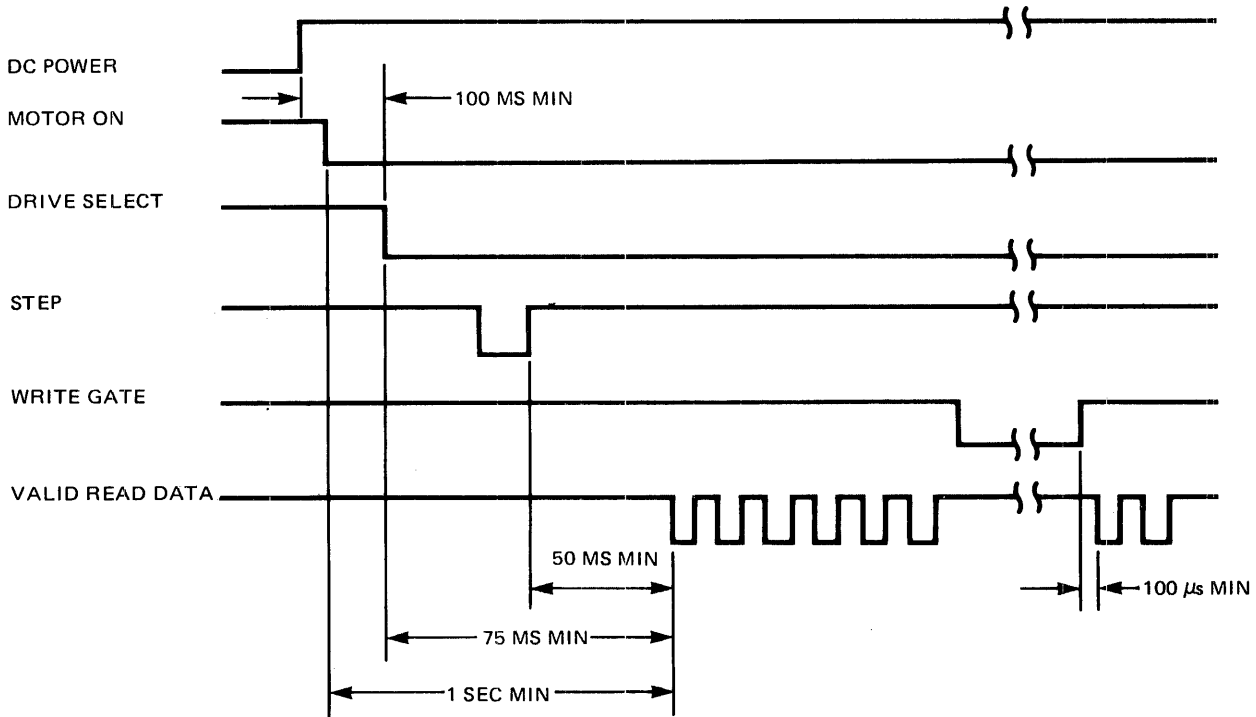 DC POWER
100 MS MIN
MOTOR ON
DRIVE SELECT
STEP
WRITE GATE
VALID READ DATA
50 MS MIN
100 μs MIN
75 MS MIN
1 SEC MIN